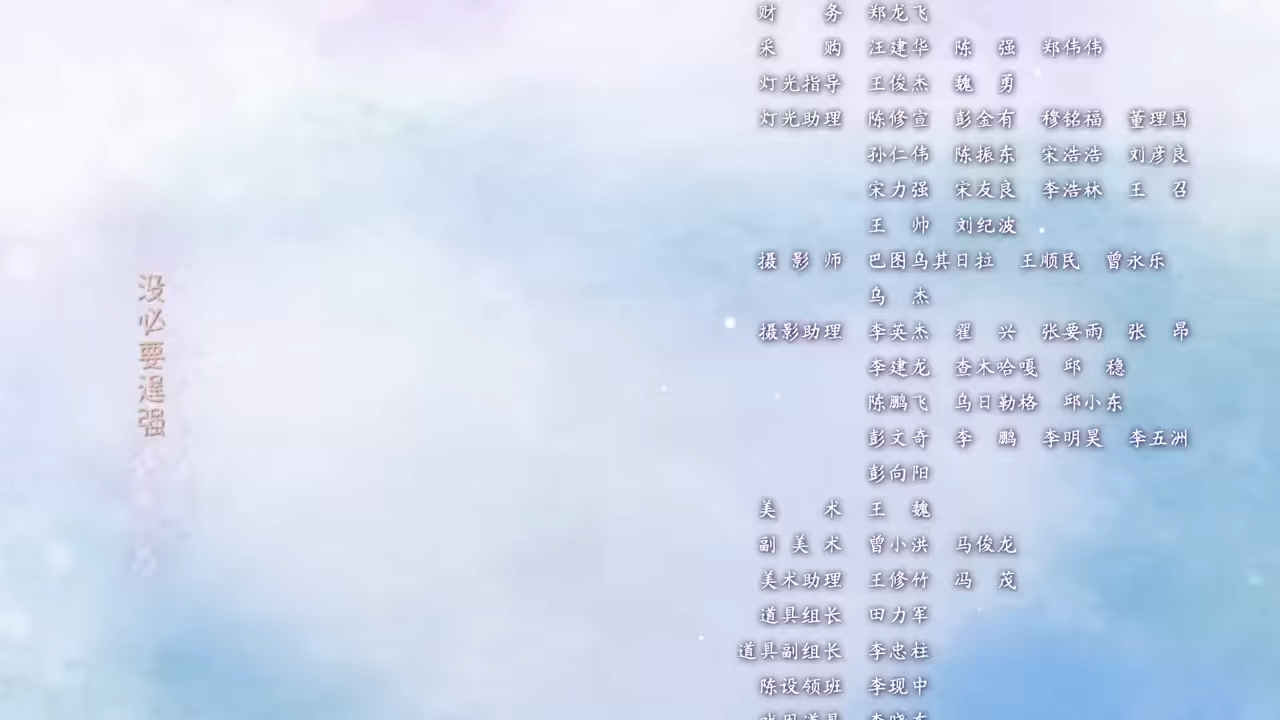 没必要逞强
财 务 郑龙飞
采 购 汪建华 陈 强 郑伟伟
灯光指导 王俊杰 魏 勇
灯光助理 陈修宣 彭金有 穆铭福 董理国
孙仁伟 陈振东 宋浩浩 刘彦良
宋力强 宋友良 李浩林 王 召
王 帅 刘纪波
摄 影 师 巴图乌其日拉 王顺民 曾永乐
乌 杰
摄影助理 李英杰 翟 兴 张要雨 张 昂
李建龙 查木哈嘎 邱 稳
陈鹏飞 乌日勒格 邱小东
彭文奇 李 鹏 李明昊 李五洲
彭向阳
美 术 王 魏
副 美 术 曾小洪 马俊龙
美术助理 王修竹 冯 茂
道具组长 田力军
道具副组长 李忠柱
陈设领班 李现中